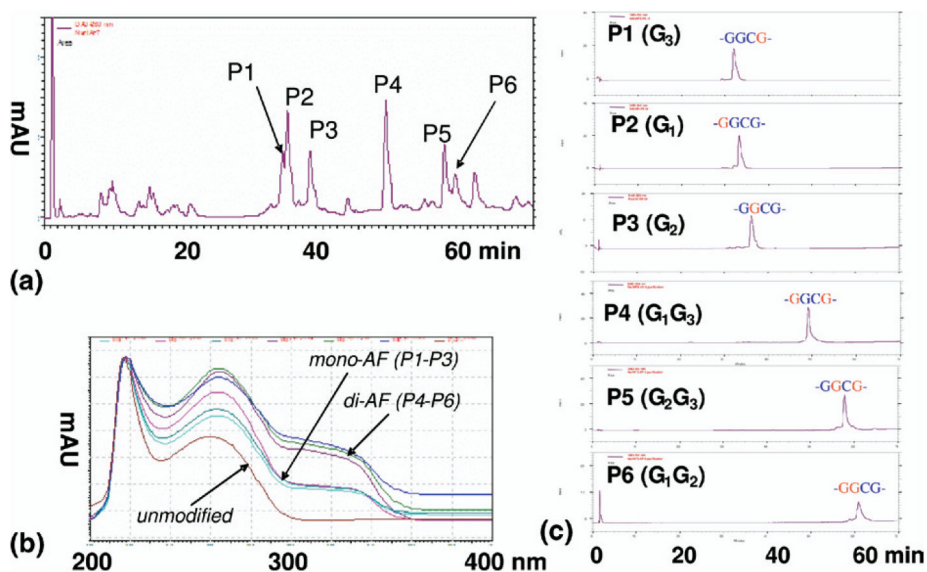 mAU
P1
P2
P3
P4
P5
P6
0
20
40
60 min
(a)
mAU
mono-AF (P1-P3)
di-AF (P4-P6)
unmodified
(b)
200
300
400 nm
P1 (G3)
-GGCG-
P2 (G1)
-GGCG-
P3 (G2)
-GGCG-
P4 (G1G3)
-GGCG-
P5 (G2G3)
-GGCG-
P6 (G1G2)
-GGCG-
(c)
0
20
40
60 min